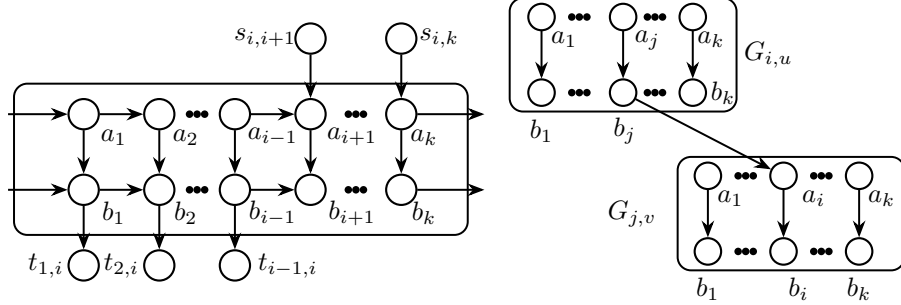 s_{i,i+1} s_{i,k}
a_1 a_2 a_{i-1} a_{i+1} a_k
b_1 b_2 b_{i-1} b_{i+1} b_k
t_{1,i} t_{2,i} t_{i-1,i}
a_1 a_j a_k
G_{i,u}
b_k
b_1 b_j
a_1 a_i a_k
G_{j,v}
b_1 b_i b_k